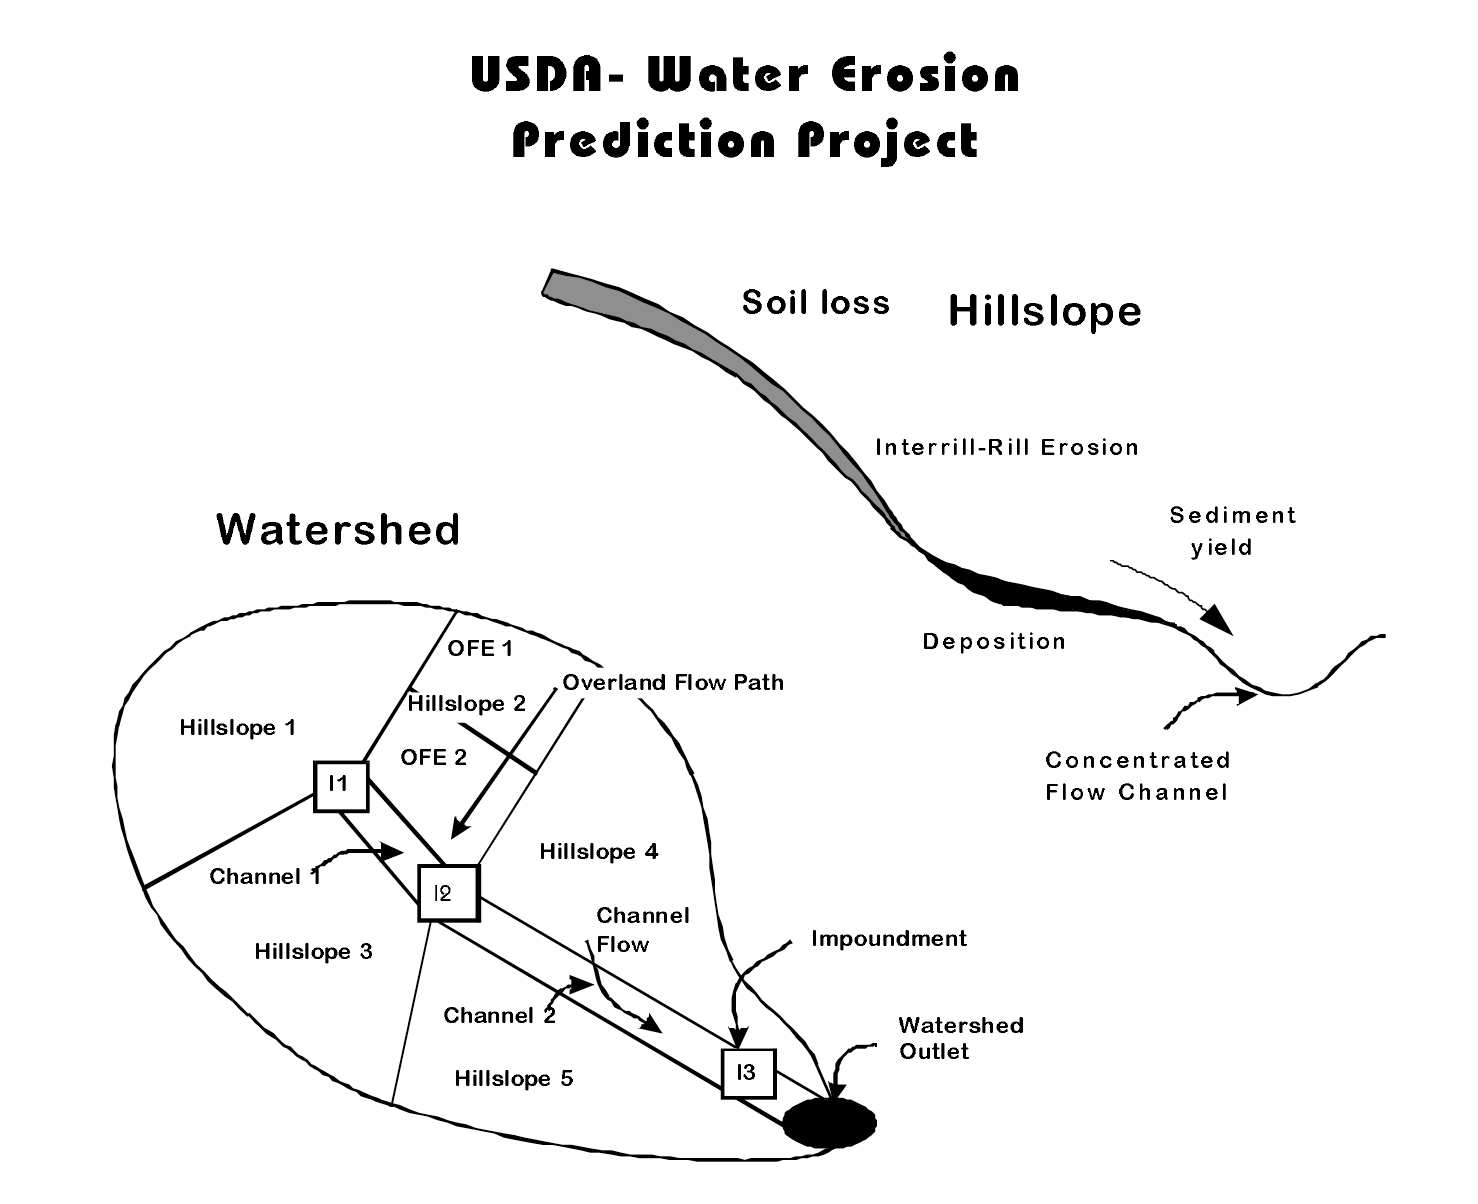 USDA- Water Erosion
Prediction Project
Soil loss
Hillslope
Interrill-Rill Erosion
Sediment
yield
Deposition
Concentrated
Flow Channel
Watershed
OFE 1
Overland Flow Path
Hillslope 2
Hillslope 1
OFE 2
I1
Hillslope 4
Channel 1
I2
Channel
Flow
Hillslope 3
Impoundment
Channel 2
Watershed
Outlet
I3
Hillslope 5